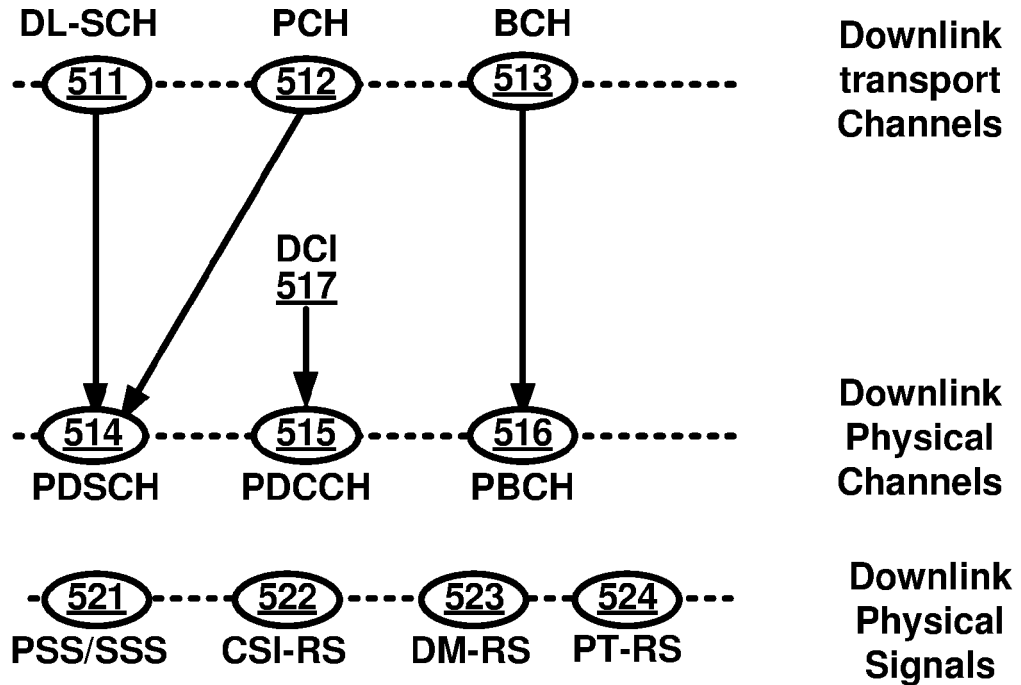 DL-SCH PCH BCH
511 512 513
Downlink
transport
Channels
DCI
517
514 515 516
PDSCH PDCCH PBCH
Downlink
Physical
Channels
521 522 523 524
PSS/SSS CSI-RS DM-RS PT-RS
Downlink
Physical
Signals